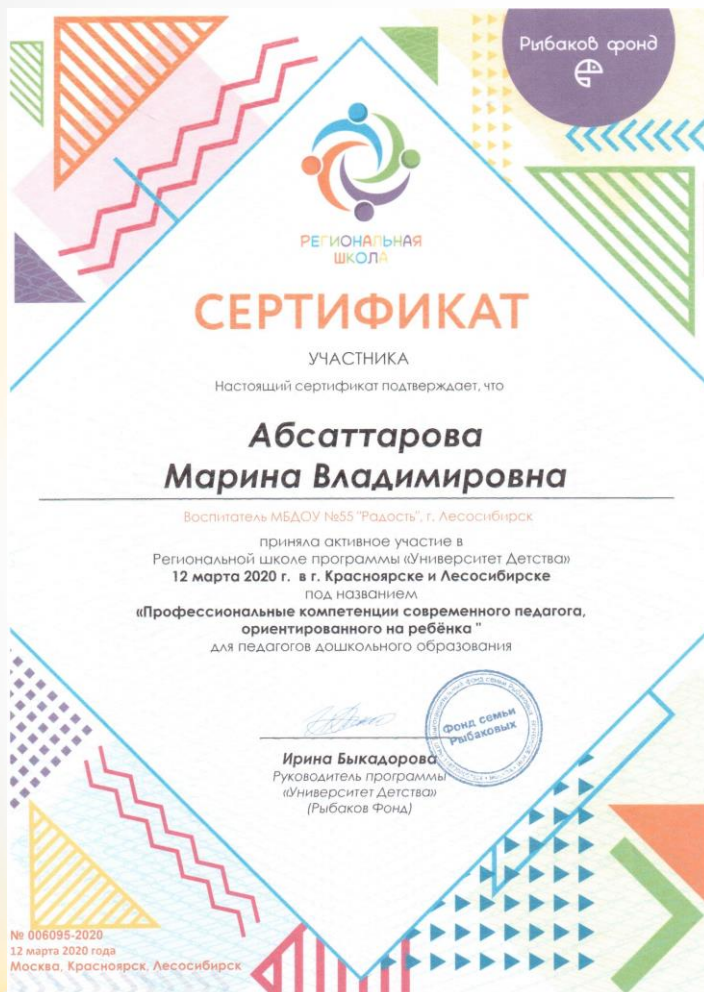 Рыбаков фонд
РЕГИОНАЛЬНАЯ
ШКОЛА
СЕРТИФИКАТ
УЧАСТНИКА
Настоящий сертификат подтверждает, что
Абсаттарова
Марина Владимировна
Воспитатель МБДОУ №55 "Радость", г. Лесосибирск
приняла активное участие в
Региональной школе программы «Университет Детства»
12 марта 2020 г. в г. Красноярске и Лесосибирске
под названием
«Профессиональные компетенции современного педагога,
ориентированного на ребёнка "
для педагогов дошкольного образования
Фонд семьи
Рыбаковых
Ирина Быкадорова
Руководитель программы
«Университет Детства»
(Рыбаков Фонд)
№ 006095-2020
12 марта 2020 года
Москва, Красноярск, Лесосибирск